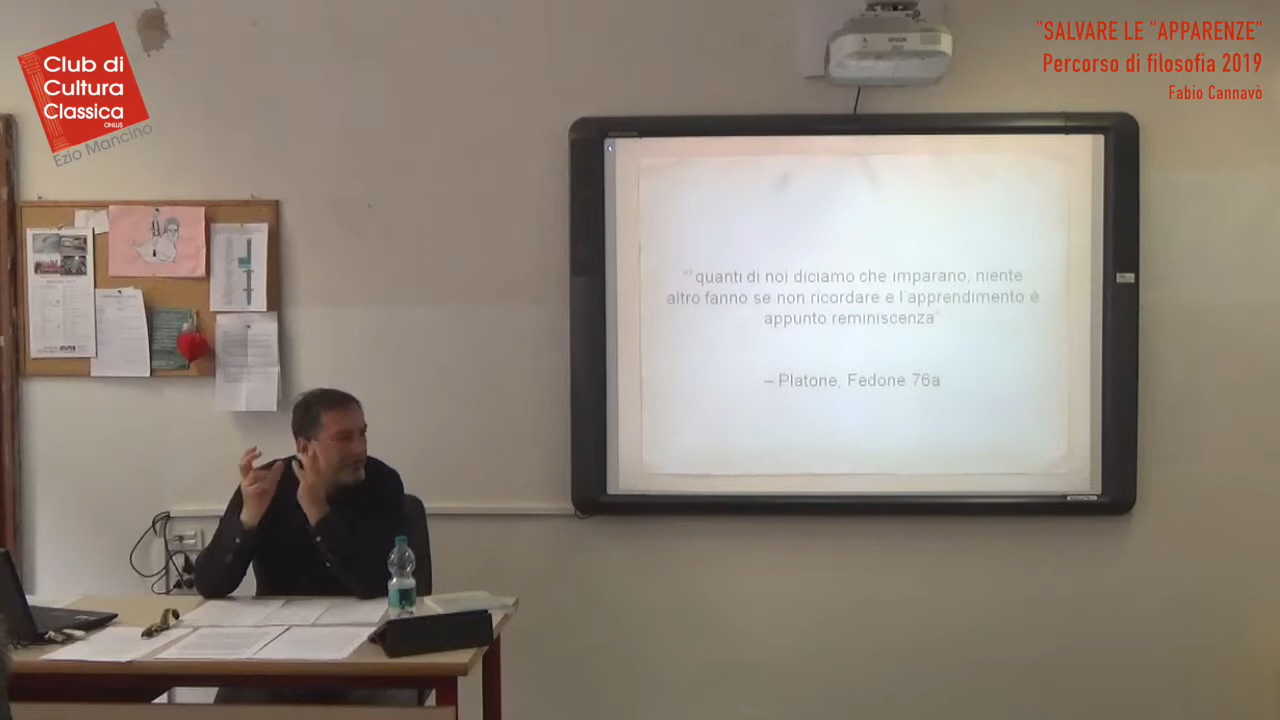 Club di
Cultura
Classica
ONLUS
Ezio Mancino
"SALVARE LE "APPARENZE"
Percorso di filosofia 2019
Fabio Cannavò
EPSON
"“quanti di noi diciamo che imparano, niente
altro fanno se non ricordare e l’apprendimento è
appunto reminiscenza”
– Platone, Fedone 76a